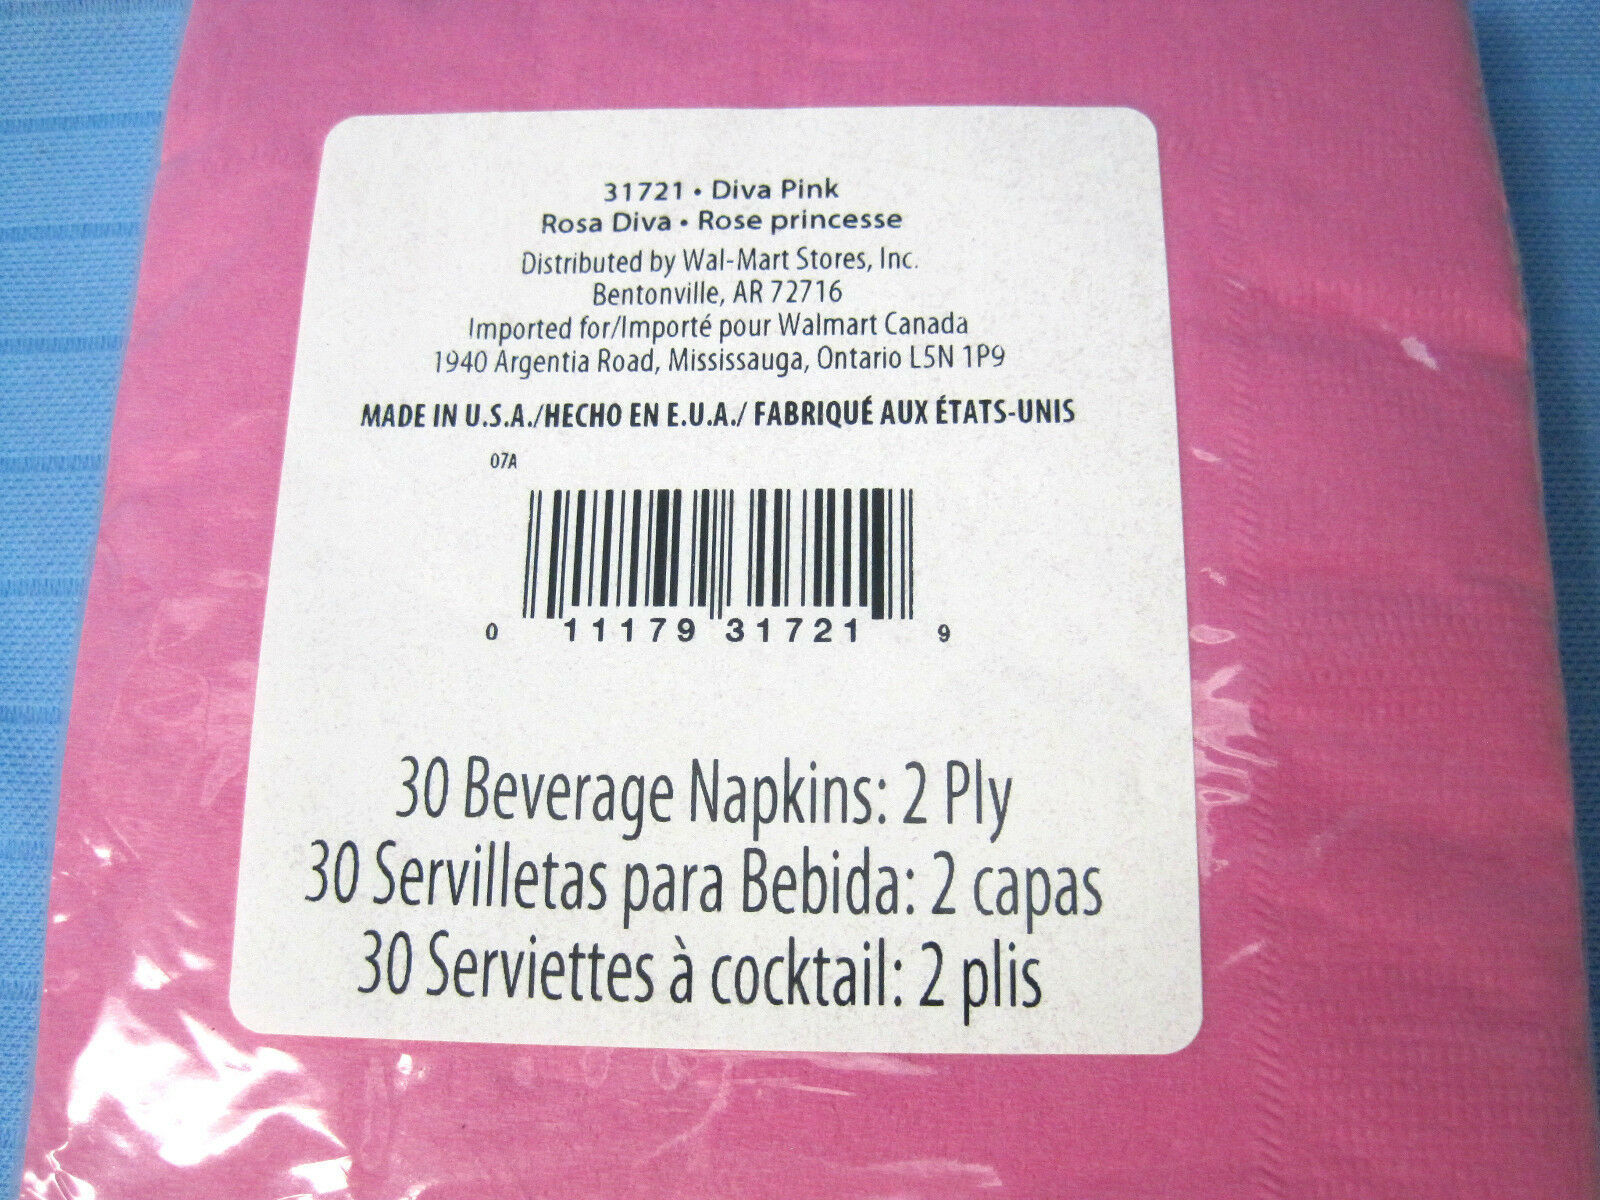 31721 • Diva Pink
Rosa Diva • Rose princesse
Distributed by Wal-Mart Stores, Inc.
Bentonville, AR 72716
Imported for/Importé pour Walmart Canada
1940 Argentia Road, Mississauga, Ontario L5N 1P9
MADE IN U.S.A./HECHO EN E.U.A./ FABRIQUÉ AUX ÉTATS-UNIS
07A
0 11179 31721 9
30 Beverage Napkins: 2 Ply
30 Servilletas para Bebida: 2 capas
30 Serviettes à cocktail: 2 plis